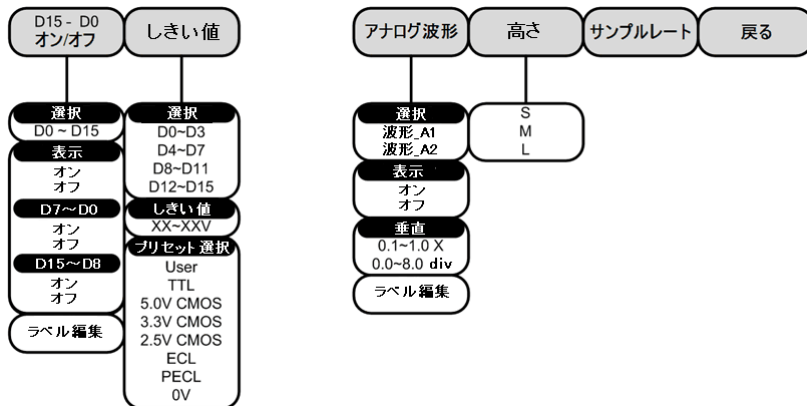 D15 - D0
オン/オフ
しきい値
アナログ波形
高さ
サンプルレート
戻る
選択
D0 ~ D15
表示
オン
オフ
D7～D0
オン
オフ
D15～D8
オン
オフ
ラベル編集
選択
D0~D3
D4~D7
D8~D11
D12~D15
しきい値
XX~XXV
プリセット選択
User
TTL
5.0V CMOS
3.3V CMOS
2.5V CMOS
ECL
PECL
0V
選択
波形_A1
波形_A2
表示
オン
オフ
垂直
0.1~1.0 X
0.0~8.0 div
ラベル編集
S
M
L